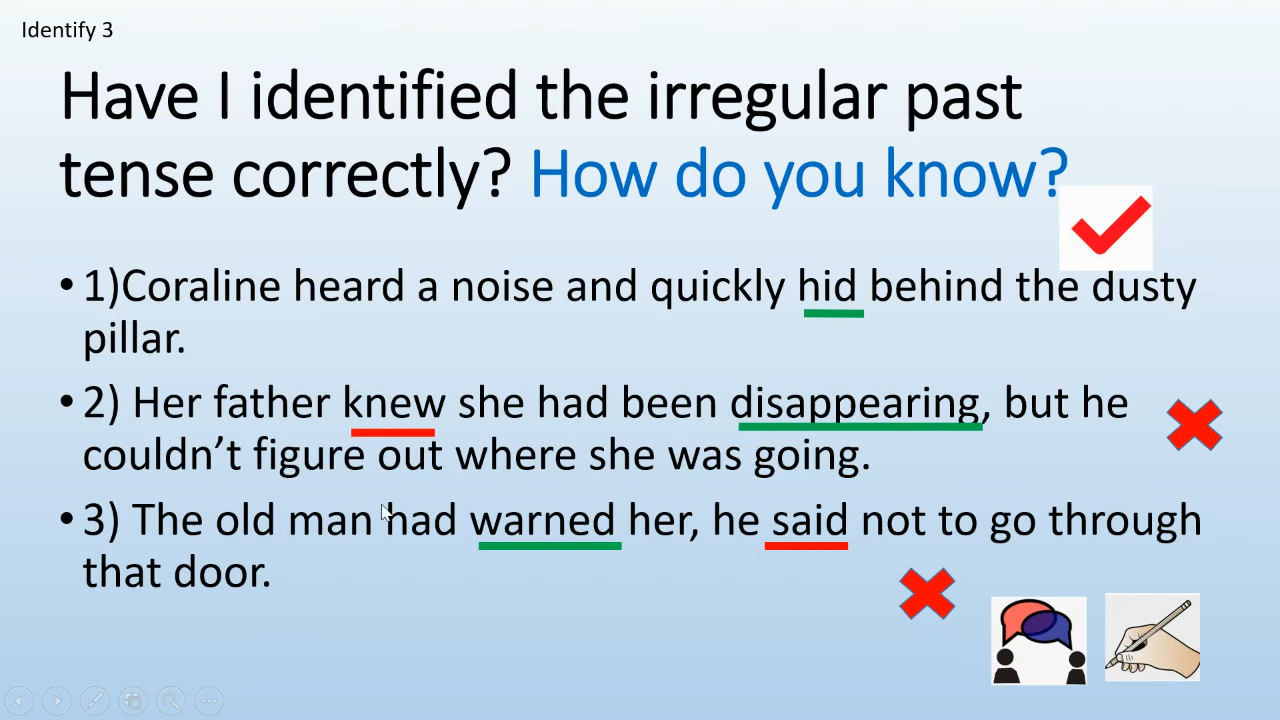 Identify 3
Have I identified the irregular past
tense correctly? How do you know?
• 1)Coraline heard a noise and quickly hid behind the dusty
pillar.
• 2) Her father knew she had been disappearing, but he
couldn’t figure out where she was going.
• 3) The old man had warned her, he said not to go through
that door.